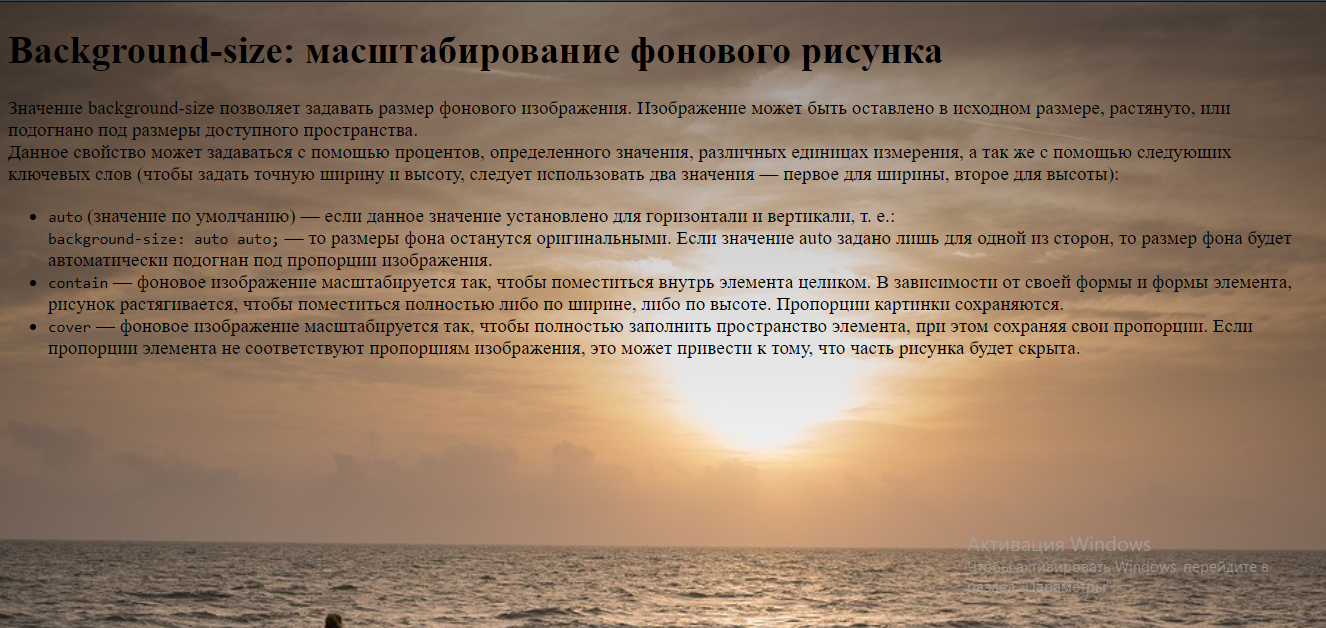 Background-size: масштабирование фонового рисунка
Значение background-size позволяет задавать размер фонового изображения. Изображение может быть оставлено в исходном размере, растянуто, или
подогнано под размеры доступного пространства.
Данное свойство может задаваться с помощью процентов, определенного значения, различных единицах измерения, а так же с помощью следующих
ключевых слов (чтобы задать точную ширину и высоту, следует использовать два значения — первое для ширины, второе для высоты):
• auto (значение по умолчанию) — если данное значение установлено для горизонтали и вертикали, т. е.:
background-size: auto auto; — то размеры фона останутся оригинальными. Если значение auto задано лишь для одной из сторон, то размер фона будет
автоматически подогнан под пропорции изображения.
• contain — фоновое изображение масштабируется так, чтобы поместиться внутрь элемента целиком. В зависимости от своей формы и формы элемента,
рисунок растягивается, чтобы поместиться полностью либо по ширине, либо по высоте. Пропорции картинки сохраняются.
• cover — фоновое изображение масштабируется так, чтобы полностью заполнить пространство элемента, при этом сохраняя свои пропорции. Если
пропорции элемента не соответствуют пропорциям изображения, это может привести к тому, что часть рисунка будет скрыта.
Активация Windows
Чтобы активировать Windows, перейдите в
раздел "Параметры".